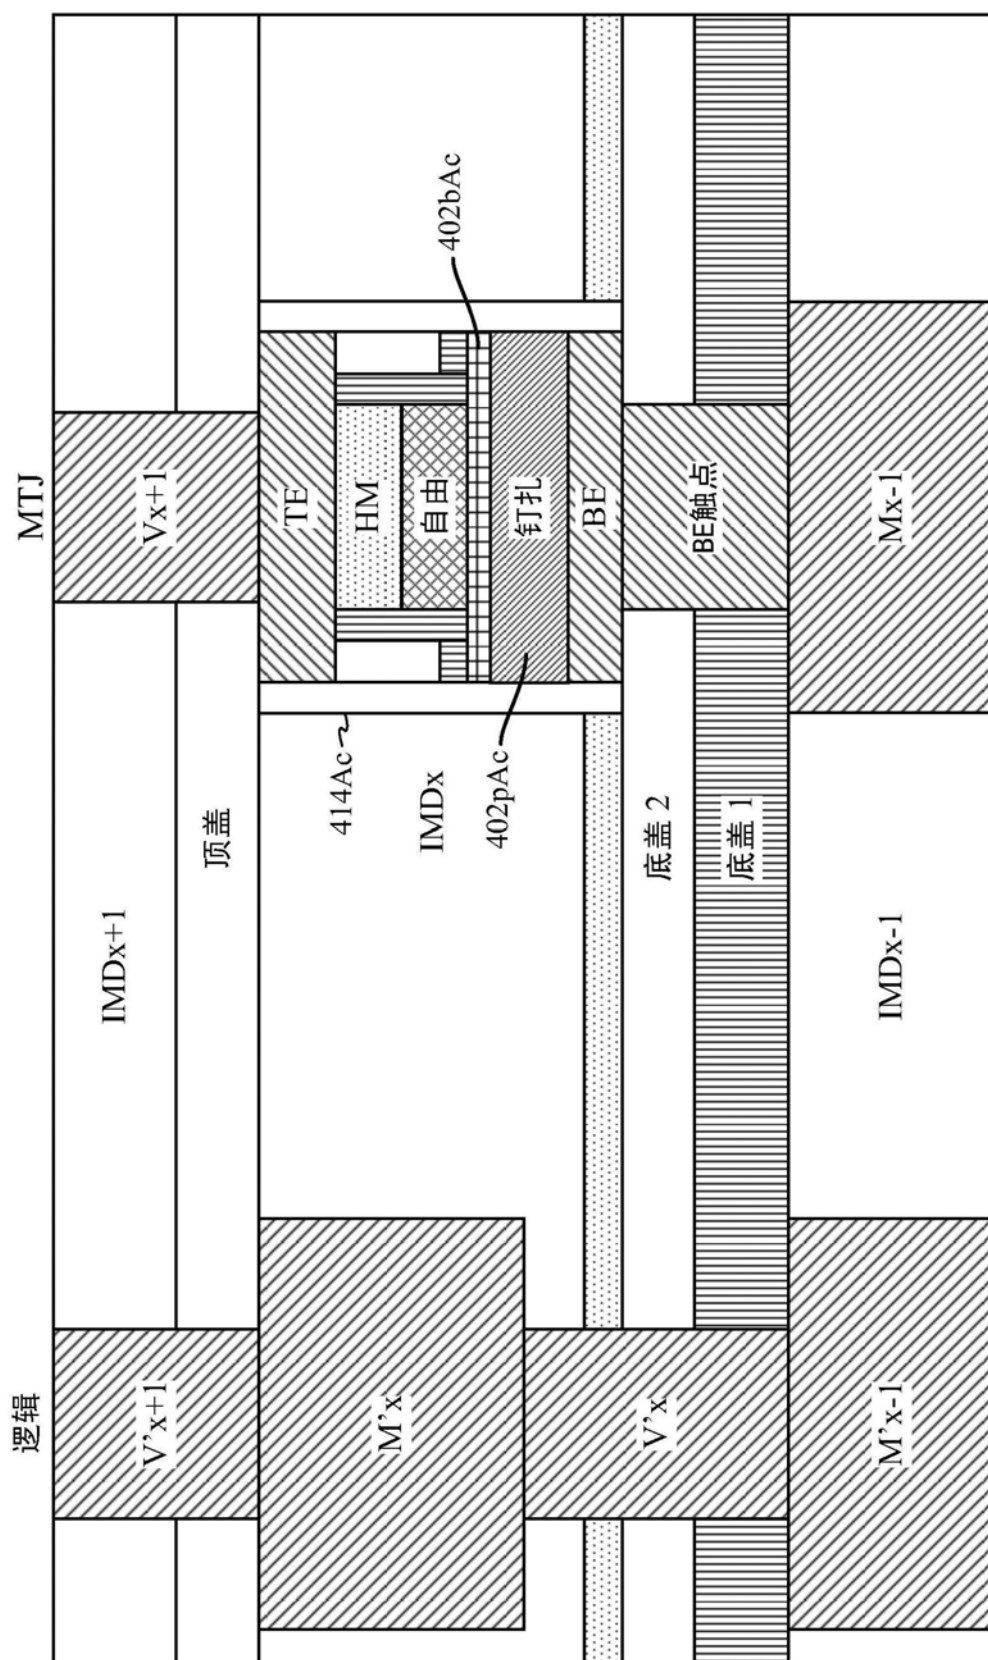 逻辑
MTJ
V'x+1
IMDx+1
Vx+1
顶盖
M'x
TE
HM
自由
钉扎
BE
414Ac
IMDx
402pAc
402bAc
V'x
底盖 2
底盖 1
BE触点
M'x-1
IMDx-1
Mx-1